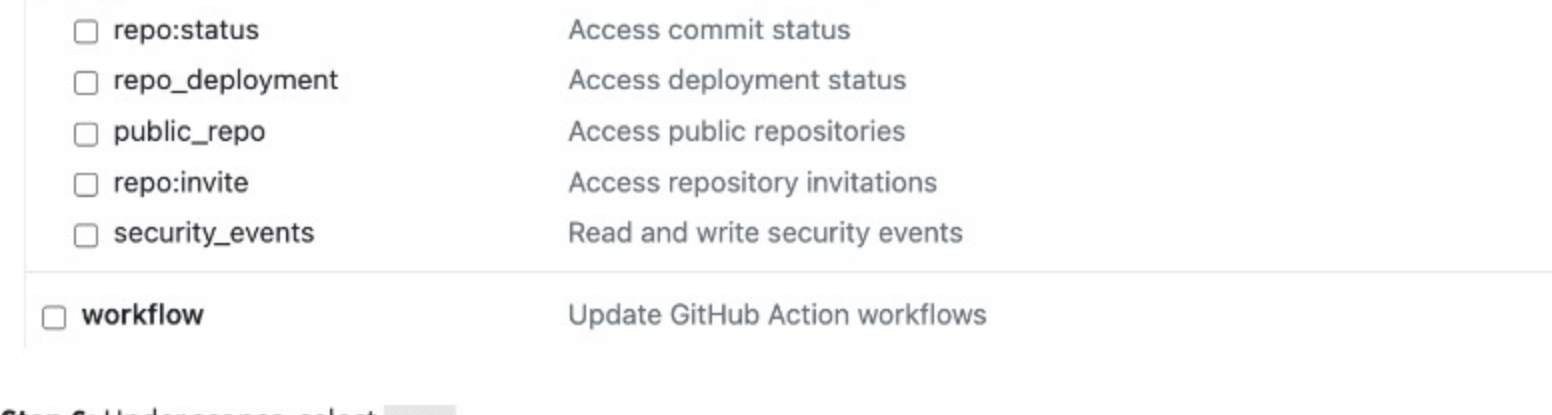 repo:status Access commit status
repo_deployment Access deployment status
public_repo Access public repositories
repo:invite Access repository invitations
security_events Read and write security events
workflow Update GitHub Action workflows